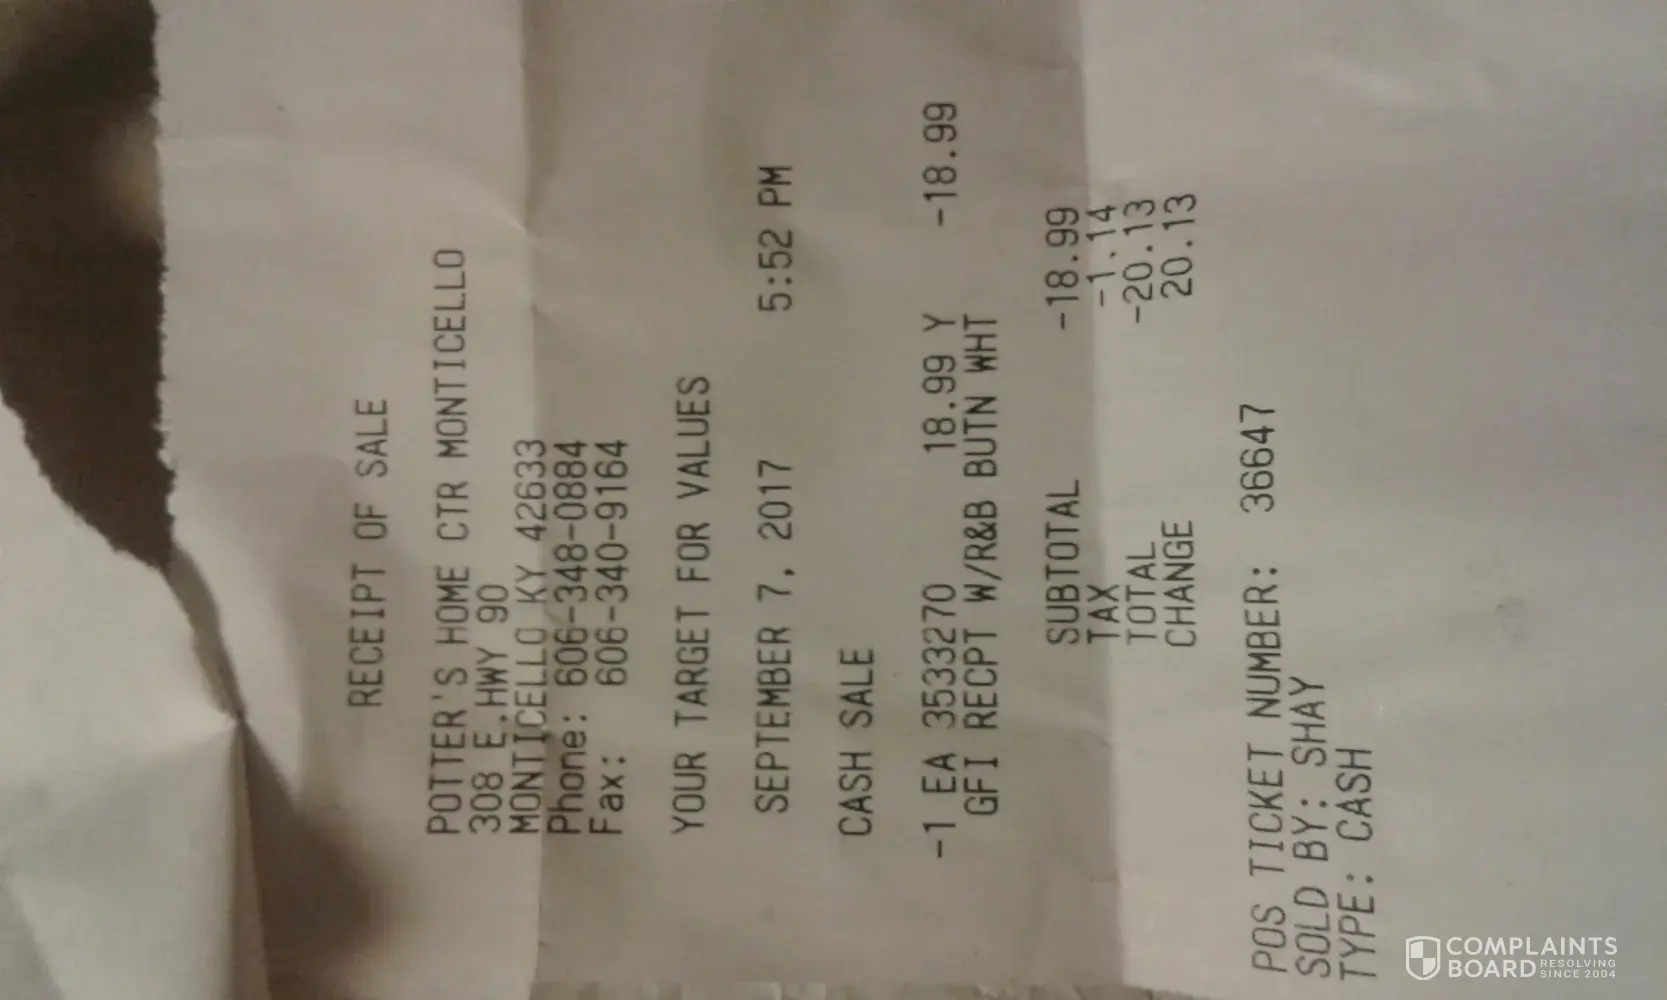 RECEIPT OF SALE
POTTER'S HOME CTR MONTICELLO
308 E.HWY 90
MONTICELLO KY 42633
Phone: 606-348-0884
Fax: 606-340-9164
YOUR TARGET FOR VALUES
SEPTEMBER 7, 2017 5:52 PM
CASH SALE
-1 EA 3533270 18.99 Y -18.99
GFI RECPT W/R&B BUTN WHT
SUBTOTAL -18.99
TAX -1.14
TOTAL -20.13
CHANGE 20.13
POS TICKET NUMBER: 36647
SOLD BY: SHAY
TYPE: CASH
COMPLAINTS
BOARD RESOLVING
SINCE 2004